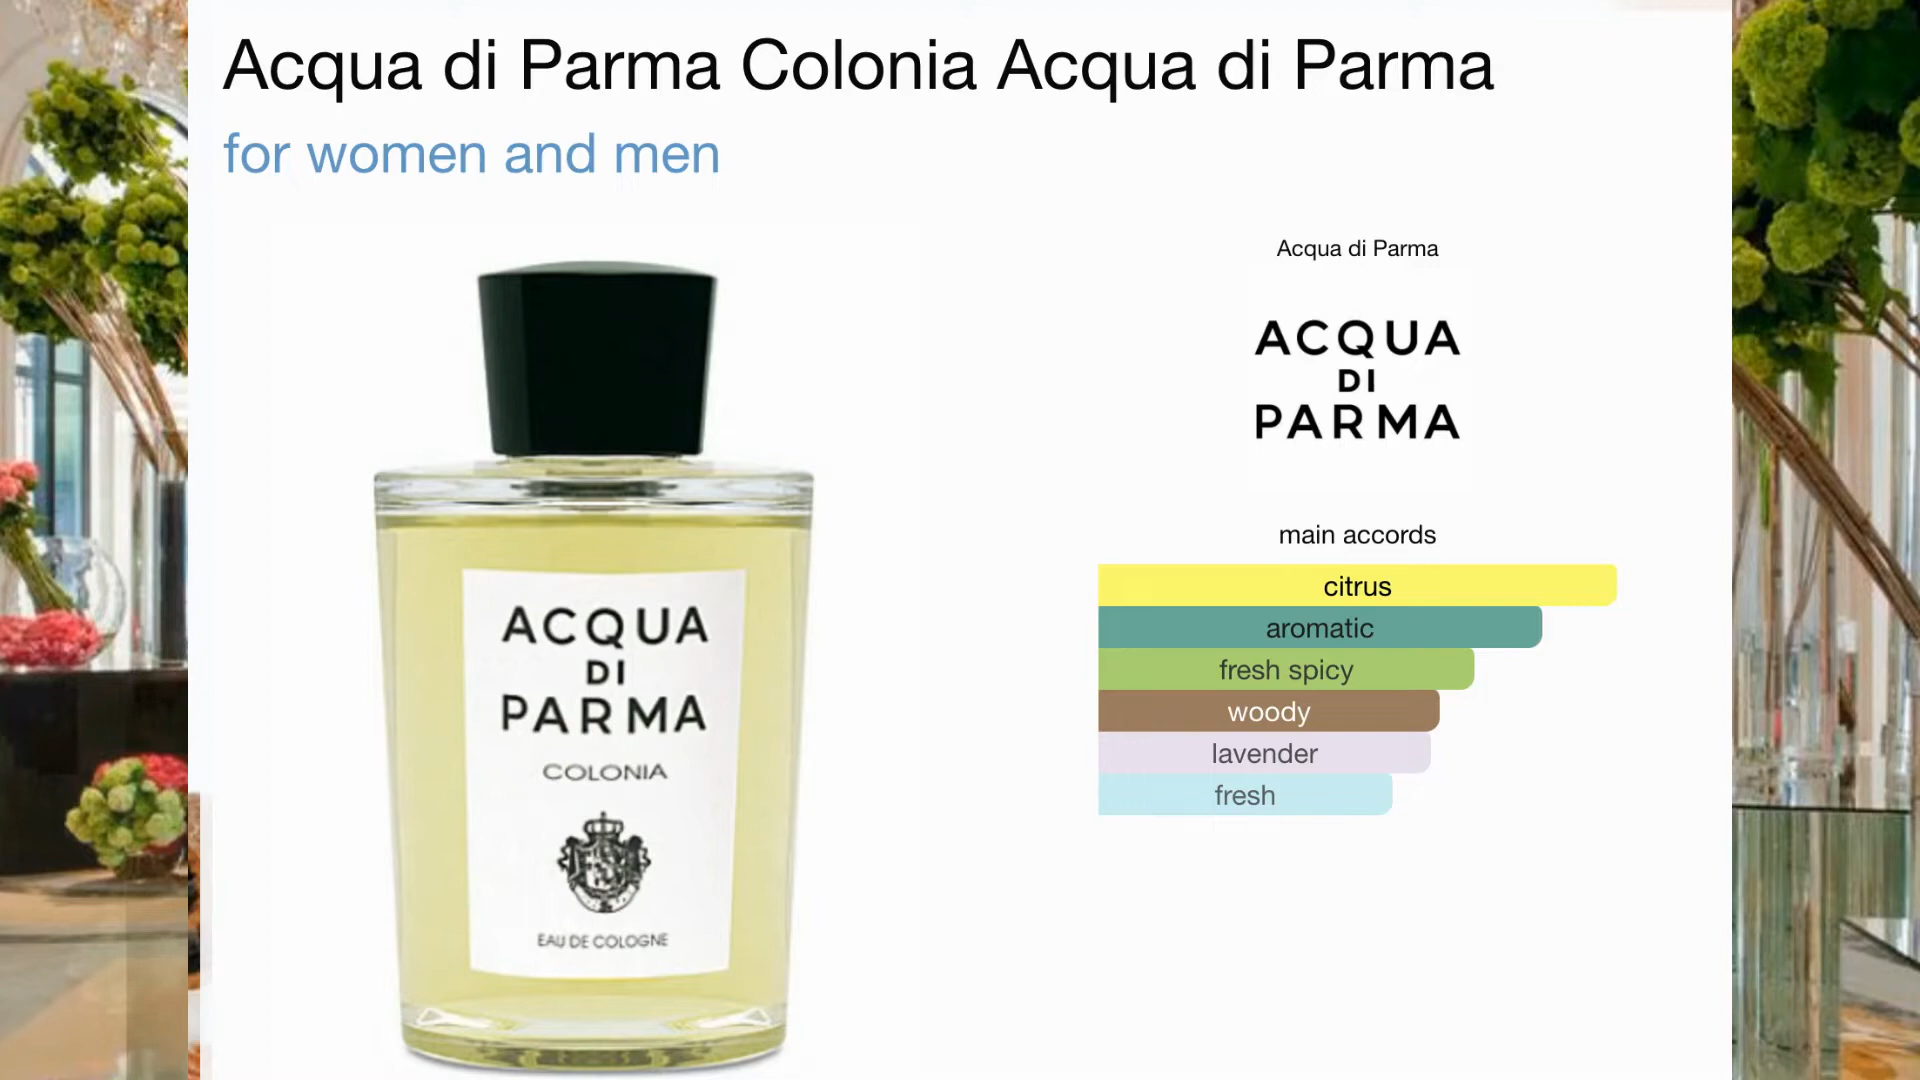 Acqua di Parma Colonia Acqua di Parma
for women and men
Acqua di Parma
ACQUA
DI
PARMA
main accords
citrus
aromatic
fresh spicy
woody
lavender
fresh
ACQUA
DI
PARMA
COLONIA
EAU DE COLOGNE